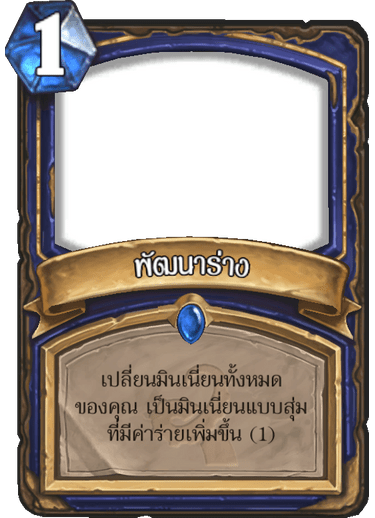 1
พัฒนาร่าง
เปลี่ยนมินเนี่ยนทั้งหมด
ของคุณ เป็นมินเนี่ยนแบบสุ่ม
ที่มีค่าร่ายเพิ่มขึ้น (1)